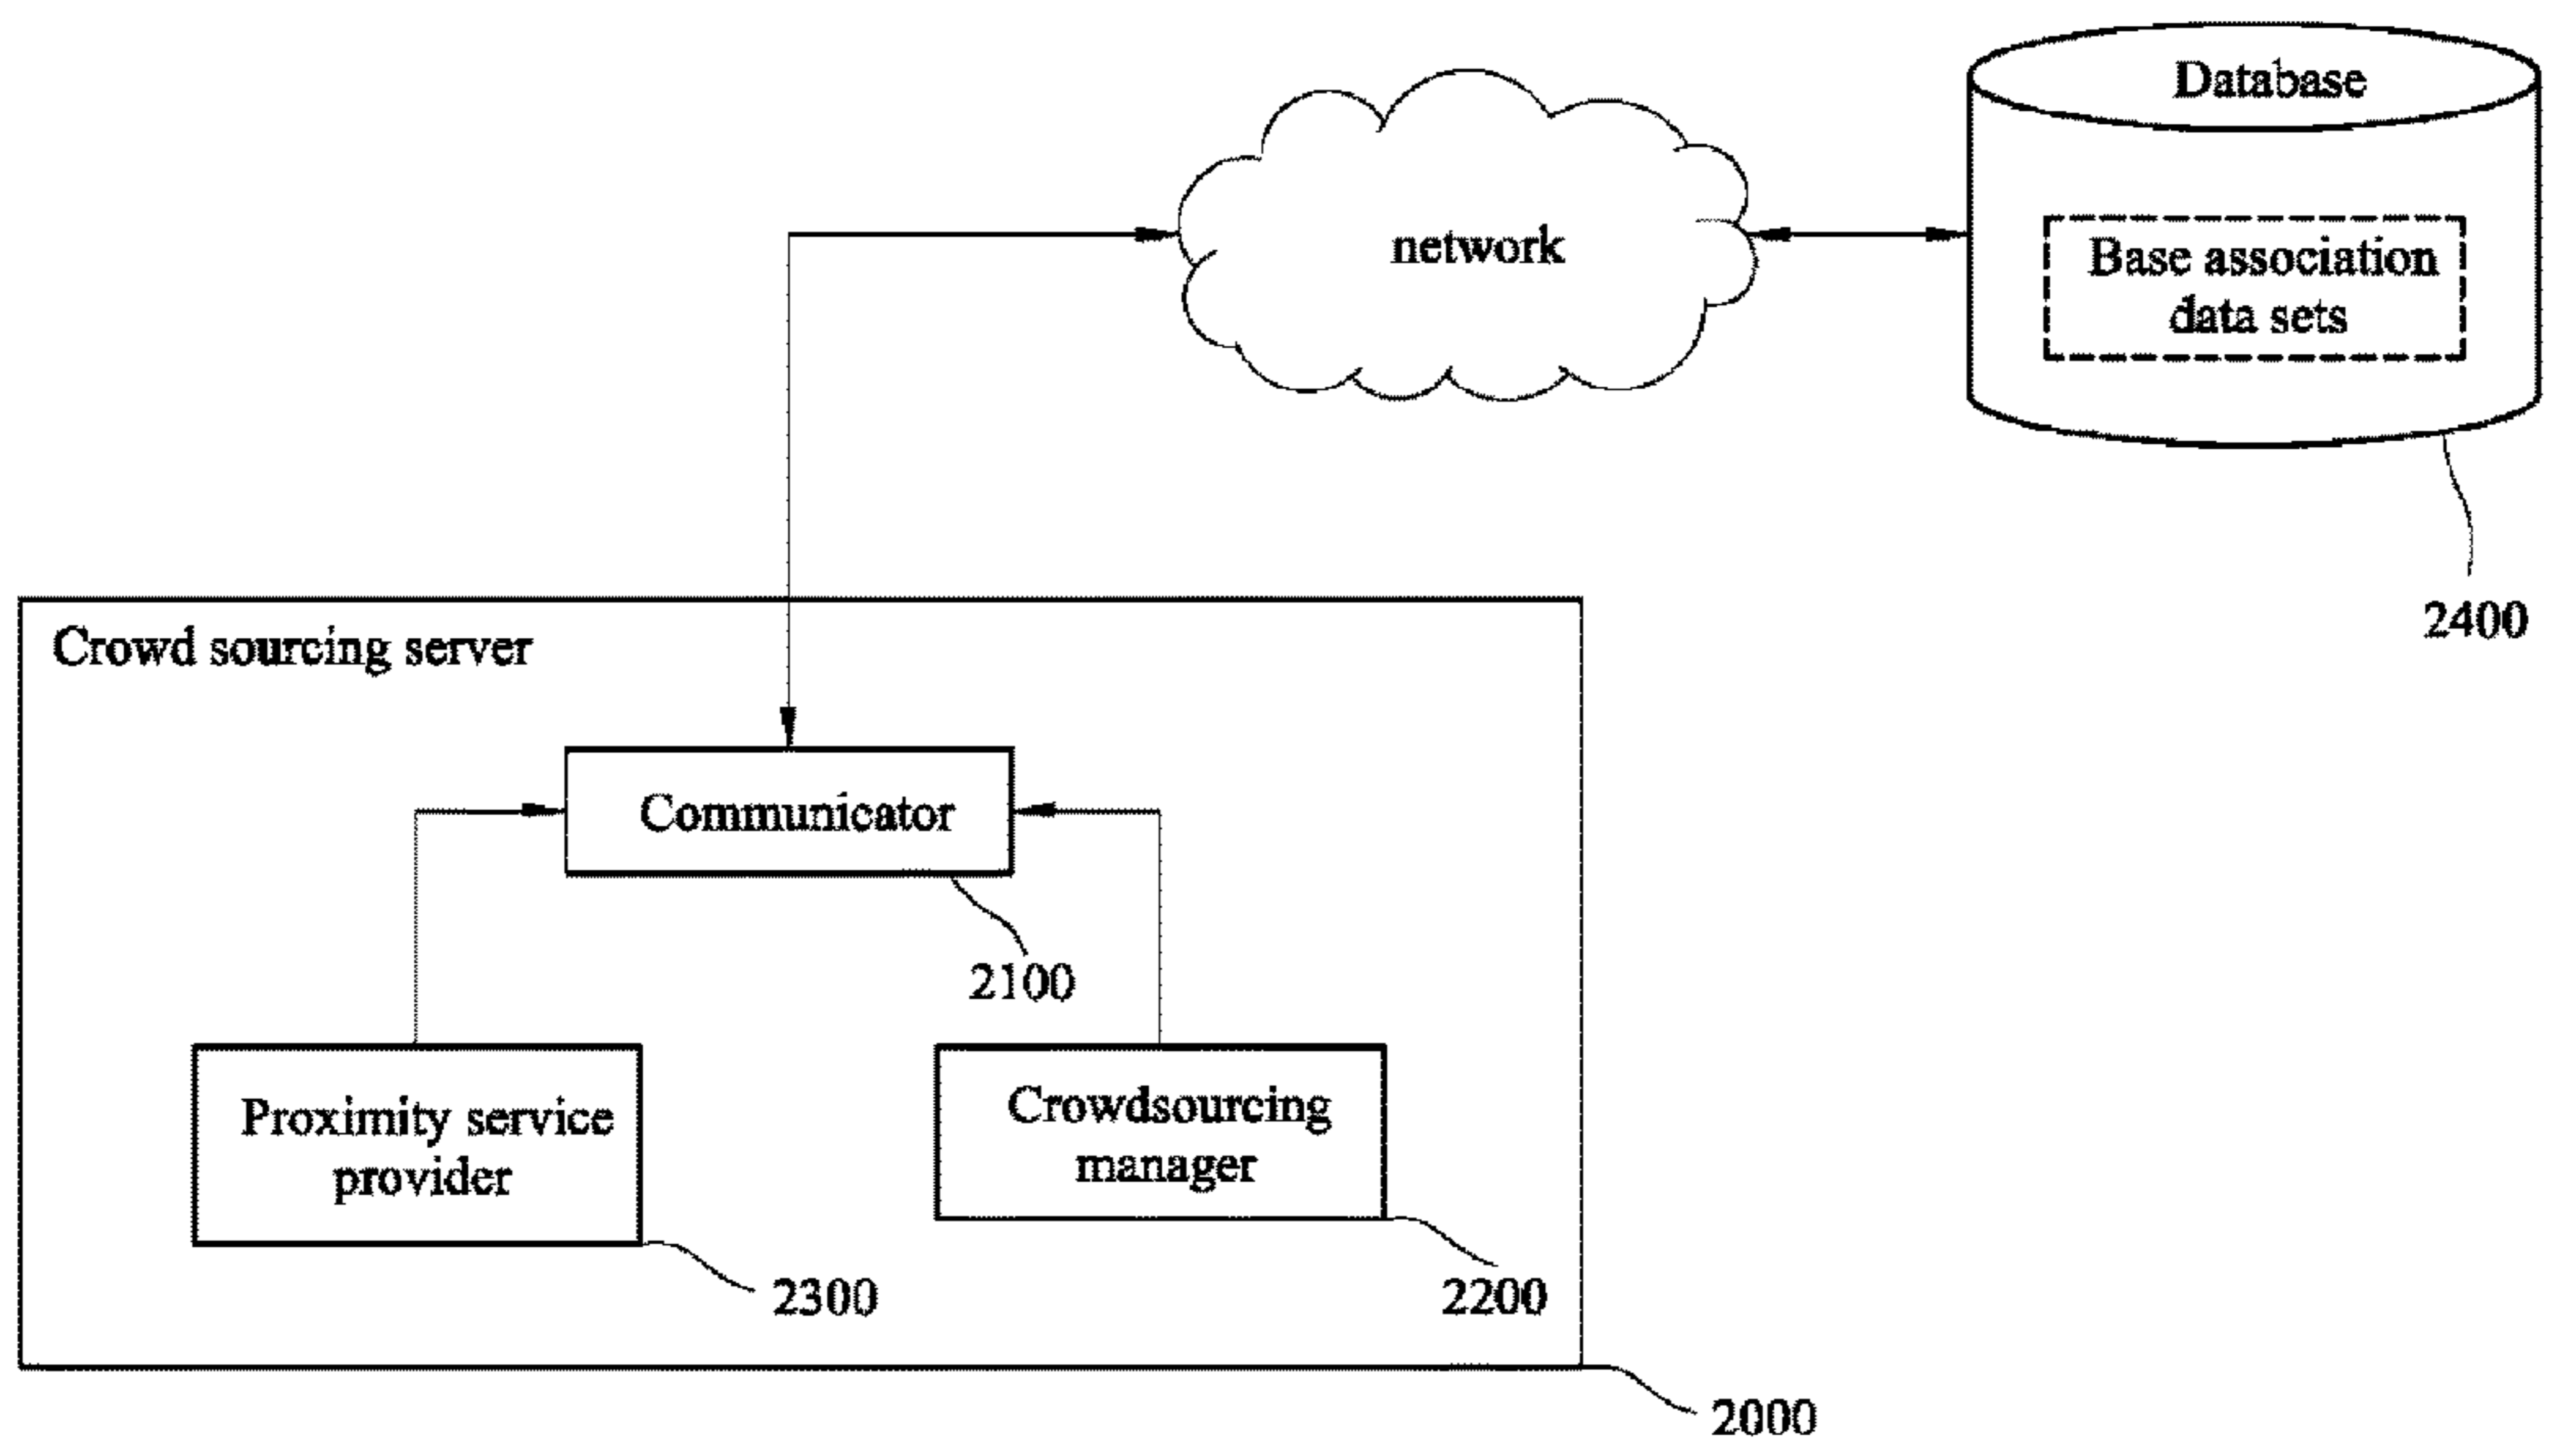 Database
network
Base association
data sets
2400
Crowd sourcing server
Communicator
2100
Proximity service
provider
Crowdsourcing
manager
2300
2200
2000